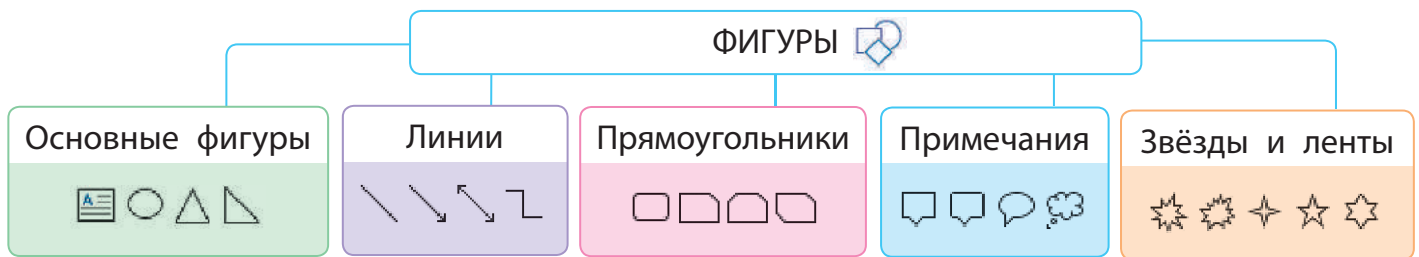 ФИГУРЫ
Основные фигуры
Линии
Прямоугольники
Примечания
Звёзды и ленты
A